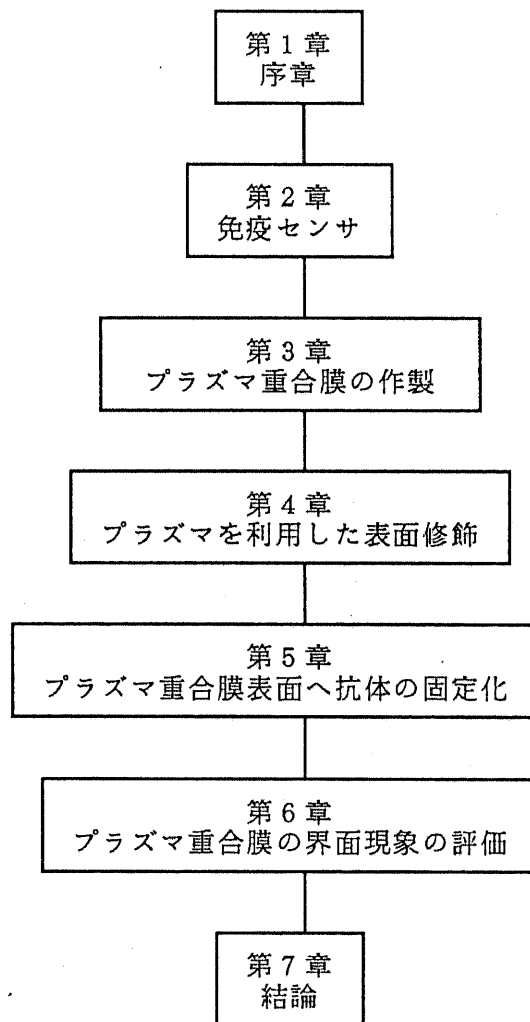 第1章
序章
第2章
免疫センサ
第3章
プラズマ重合膜の作製
第4章
プラズマを利用した表面修飾
第5章
プラズマ重合膜表面へ抗体の固定化
第6章
プラズマ重合膜の界面現象の評価
第7章
結論